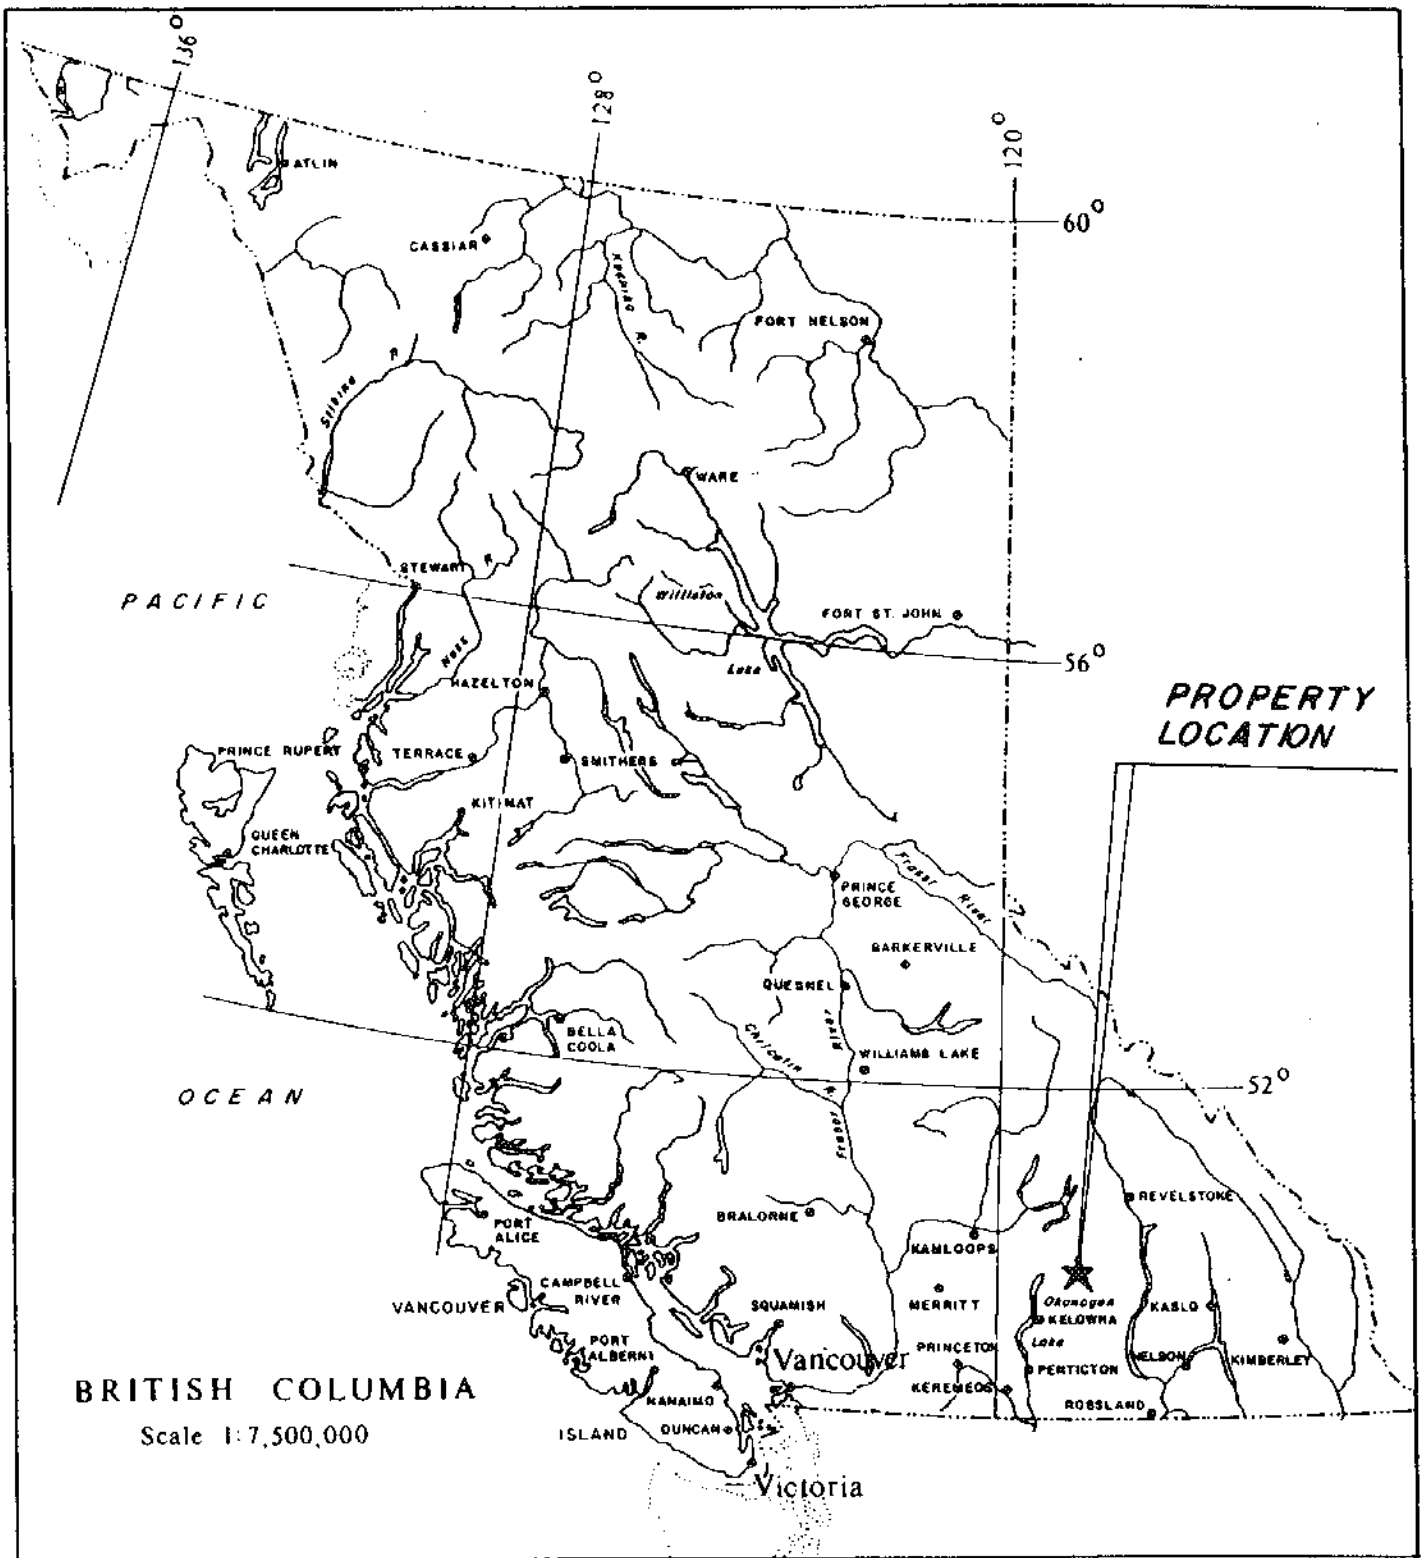 136°
128°
120°
ATLIN
60°
CASSIAR
Kechika R.
FORT NELSON
Stikine R
WARE
STEWART
R
PACIFIC
Williston
FORT ST. JOHN
Nass
56°
Lake
HAZELTON
PROPERTY
LOCATION
PRINCE RUPERT
TERRACE
SMITHERS
KITIMAT
QUEEN
CHARLOTTE
Fraser River
PRINCE
GEORGE
BARKERVILLE
QUESNEL
BELLA
COOLA
Chilcotin R.
River
WILLIAMS LAKE
52°
OCEAN
Fraser
REVELSTOKE
BRALORNE
PORT
ALICE
KAMLOOPS
CAMPBELL
RIVER
VANCOUVER
SQUAMISH
MERRITT
Okanogan
KASLO
KELOWNA
PORT
ALBERNI
Lake
PRINCETON
Vancouver
NELSON
KIMBERLEY
PENTICTON
KEREMEOS
BRITISH COLUMBIA
NANAIMO
ROSSLAND
Scale 1:7,500,000
ISLAND
DUNCAN
Victoria